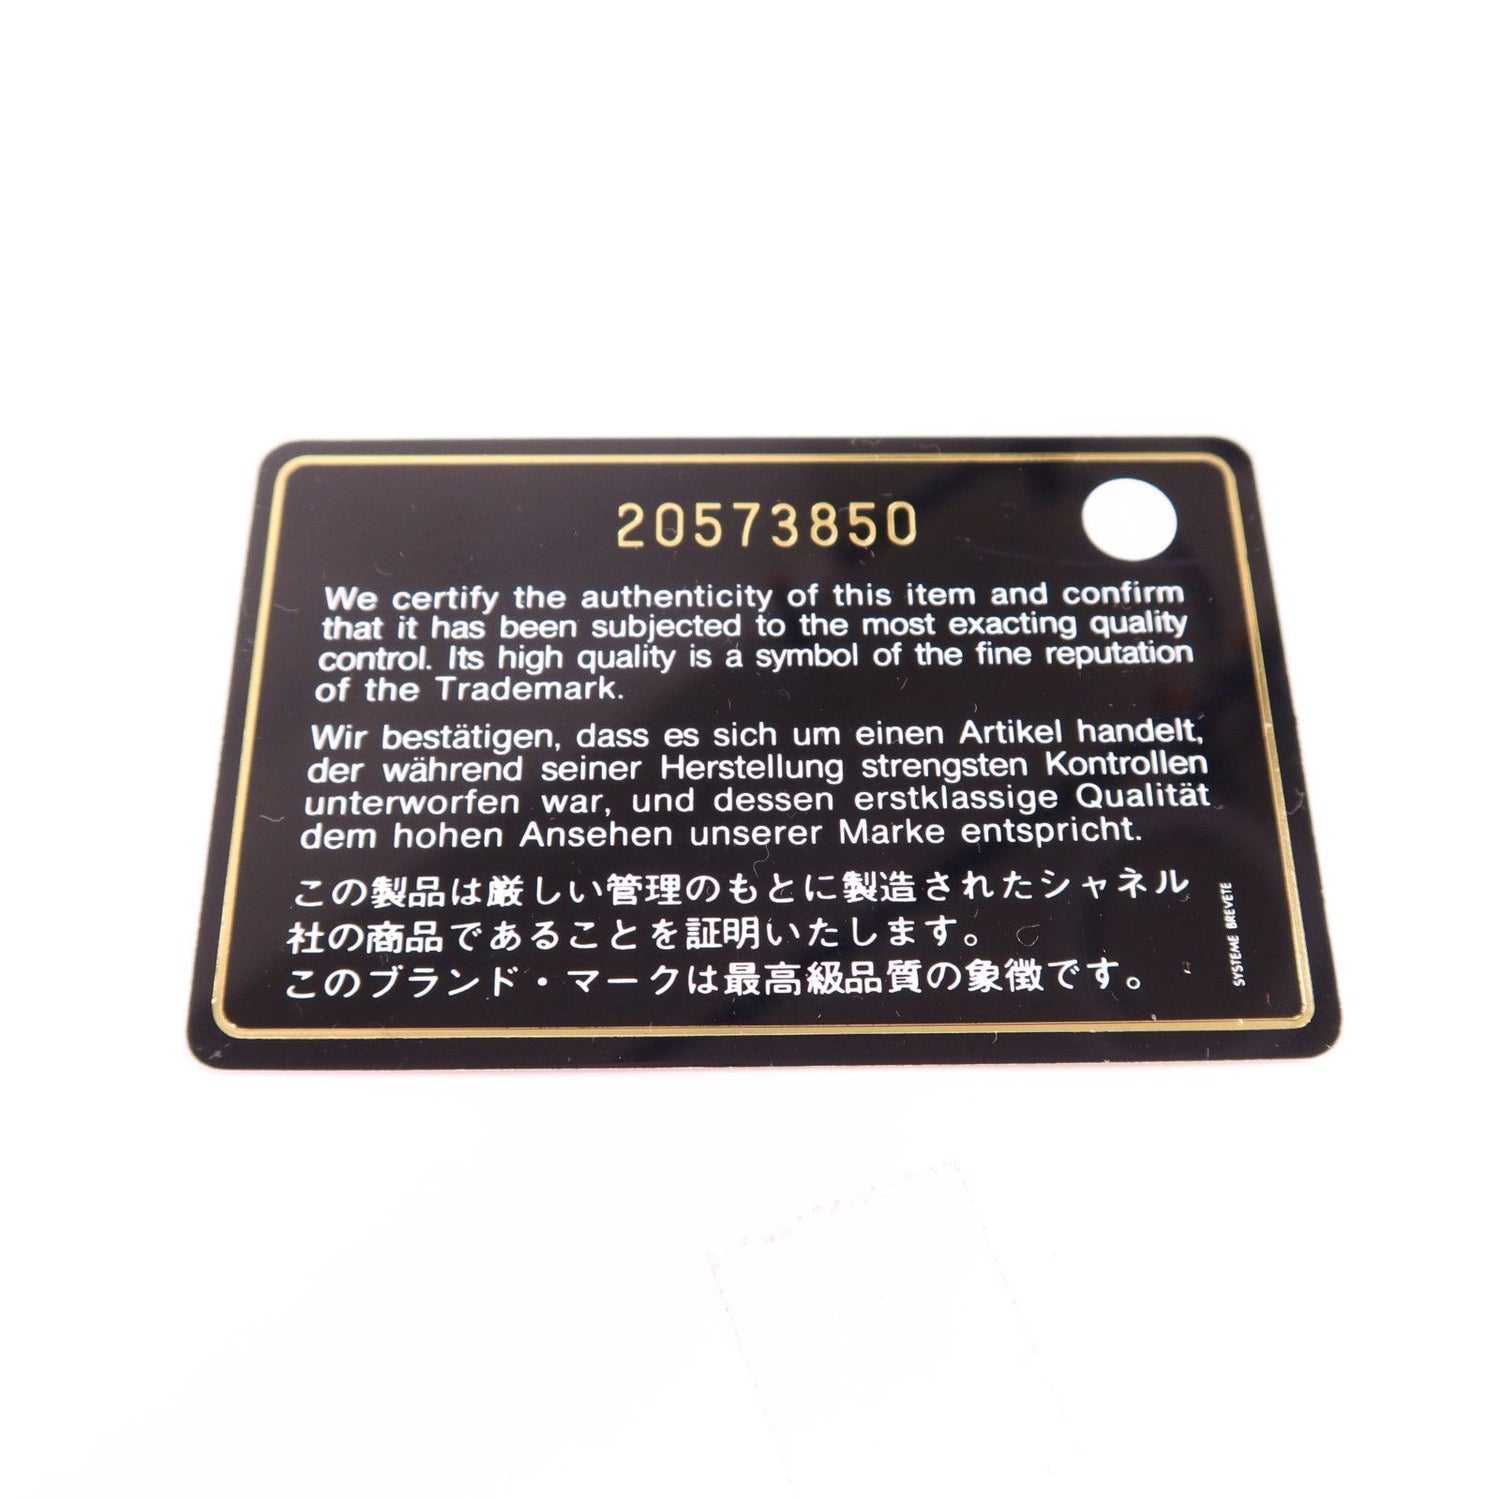 20573850
We certify the authenticity of this item and confirm
that it has been subjected to the most exacting quality
control. Its high quality is a symbol of the fine reputation
of the Trademark.
Wir bestätigen, dass es sich um einen Artikel handelt,
der während seiner Herstellung strengsten Kontrollen
unterworfen war, und dessen erstklassige Qualität
dem hohen Ansehen unserer Marke entspricht.
この製品は厳しい管理のもとに製造されたシャネル
社の商品であることを証明いたします。
このブランド・マークは最高級品質の象徴です。
SYSTEME BREVETE